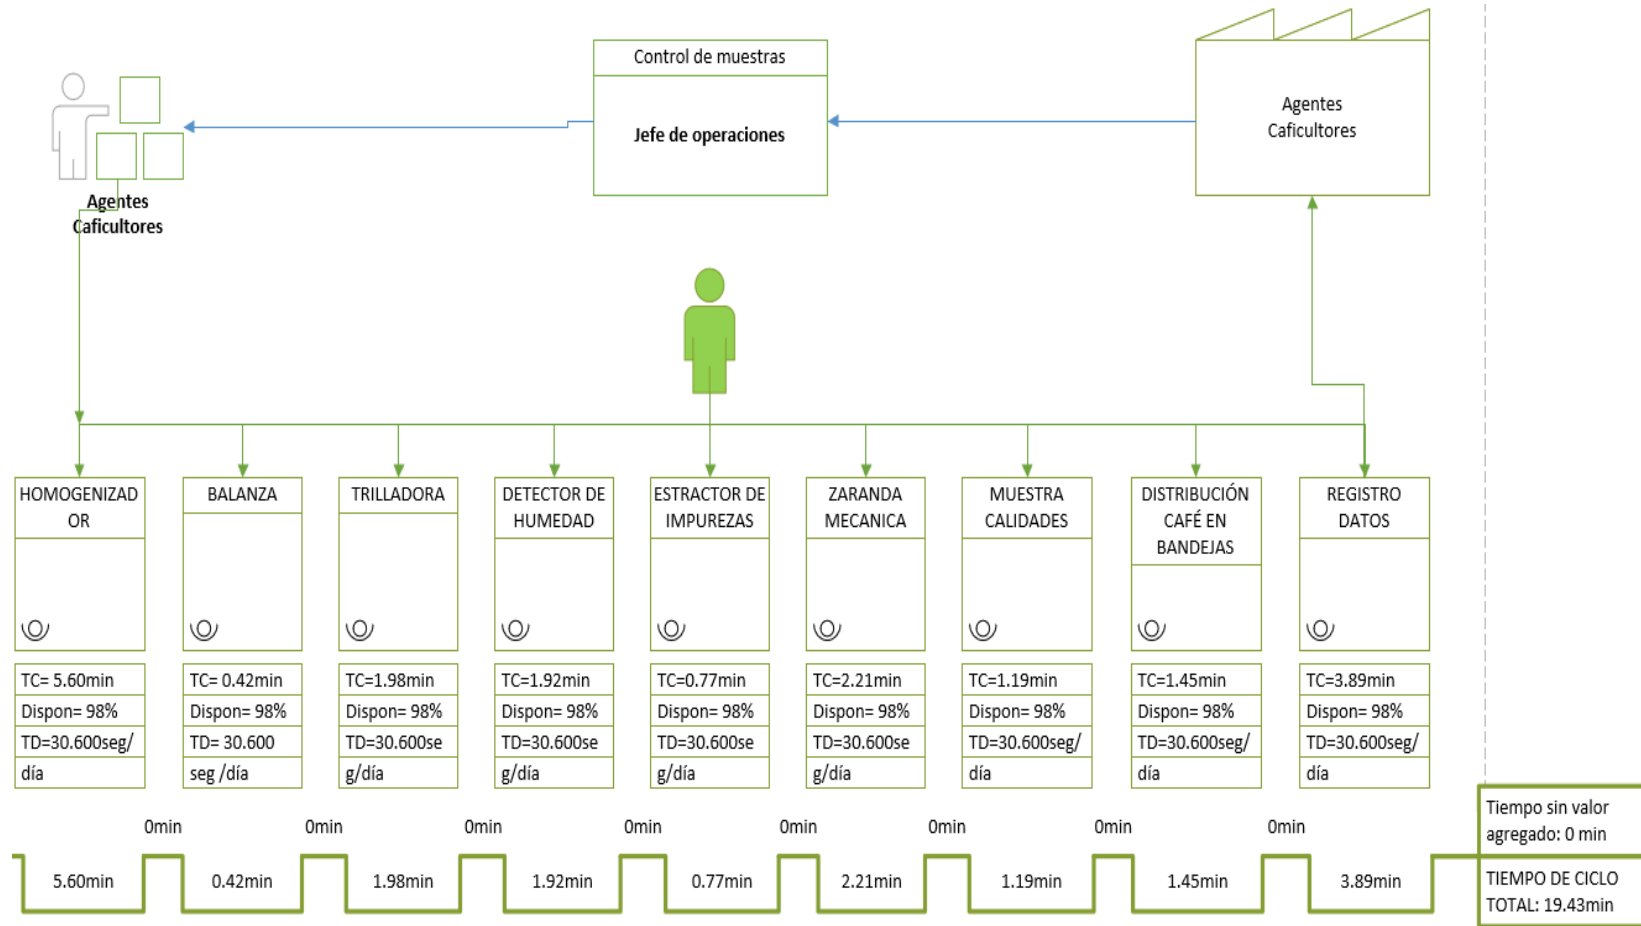 Control de muestras
Jefe de operaciones
Agentes
Caficultores
Agentes
Caficultores
HOMOGENIZAD
OR
BALANZA
TRILLADORA
DETECTOR DE
HUMEDAD
ESTRACTOR DE
IMPUREZAS
ZARANDA
MECANICA
MUESTRA
CALIDADES
DISTRIBUCIÓN
CAFÉ EN
BANDEJAS
REGISTRO
DATOS
TC= 5.60min
Dispon= 98%
TD=30.600seg/
día
TC= 0.42min
Dispon= 98%
TD= 30.600
seg /día
TC=1.98min
Dispon= 98%
TD=30.600se
g/día
TC=1.92min
Dispon= 98%
TD=30.600se
g/día
TC=0.77min
Dispon= 98%
TD=30.600se
g/día
TC=2.21min
Dispon= 98%
TD=30.600se
g/día
TC=1.19min
Dispon= 98%
TD=30.600seg/
día
TC=1.45min
Dispon= 98%
TD=30.600seg/
día
TC=3.89min
Dispon= 98%
TD=30.600seg/
día
0min
0min
0min
0min
0min
0min
0min
0min
Tiempo sin valor
agregado: 0 min
5.60min
0.42min
1.98min
1.92min
0.77min
2.21min
1.19min
1.45min
3.89min
TIEMPO DE CICLO
TOTAL: 19.43min